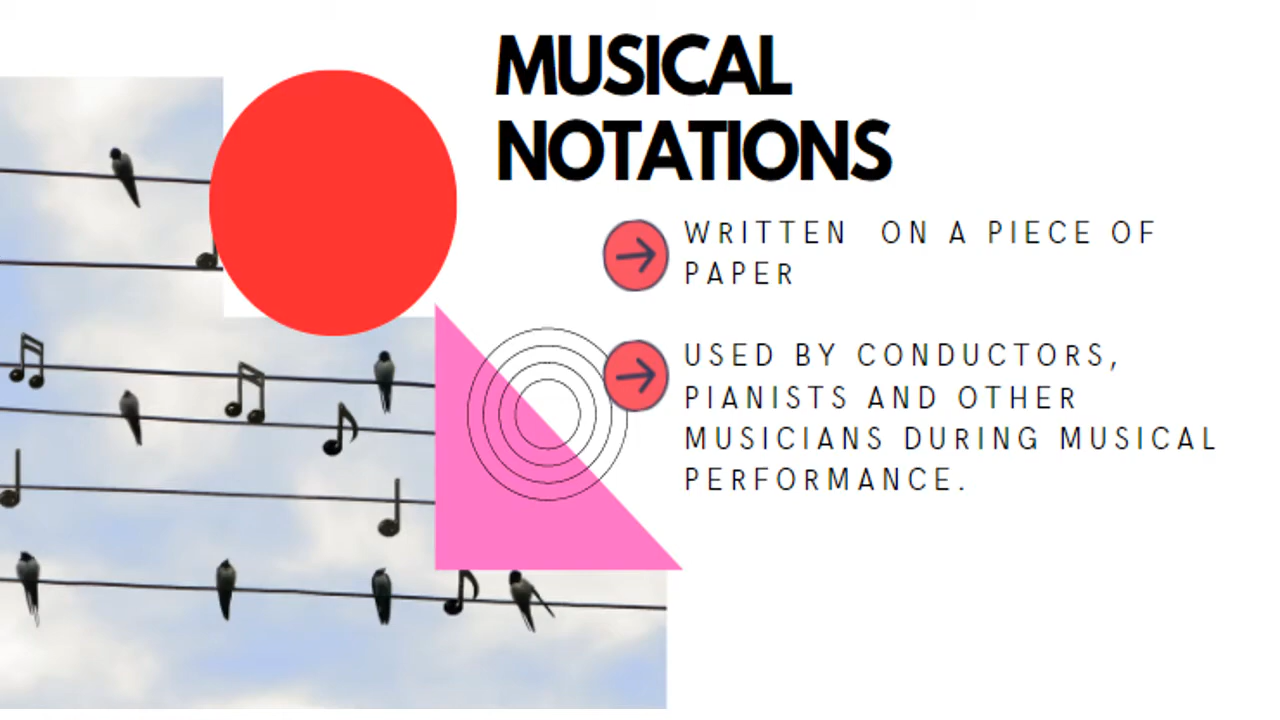 MUSICAL
NOTATIONS
WRITTEN ON A PIECE OF
PAPER
USED BY CONDUCTORS,
PIANISTS AND OTHER
MUSICIANS DURING MUSICAL
PERFORMANCE.